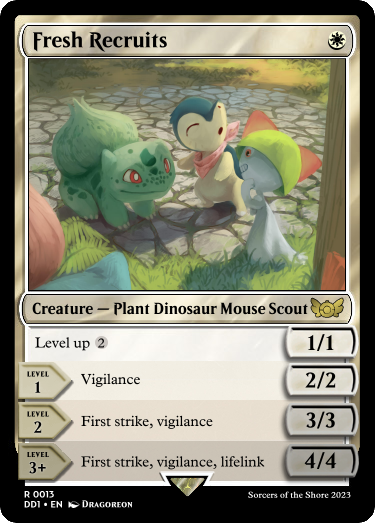 Fresh Recruits
Creature — Plant Dinosaur Mouse Scout
Level up 2
1/1
LEVEL
1
Vigilance
2/2
LEVEL
2
First strike, vigilance
3/3
LEVEL
3+
First strike, vigilance, lifelink
4/4
R 0013
DD1 • EN Dragoreon
Sorcers of the Shore 2023